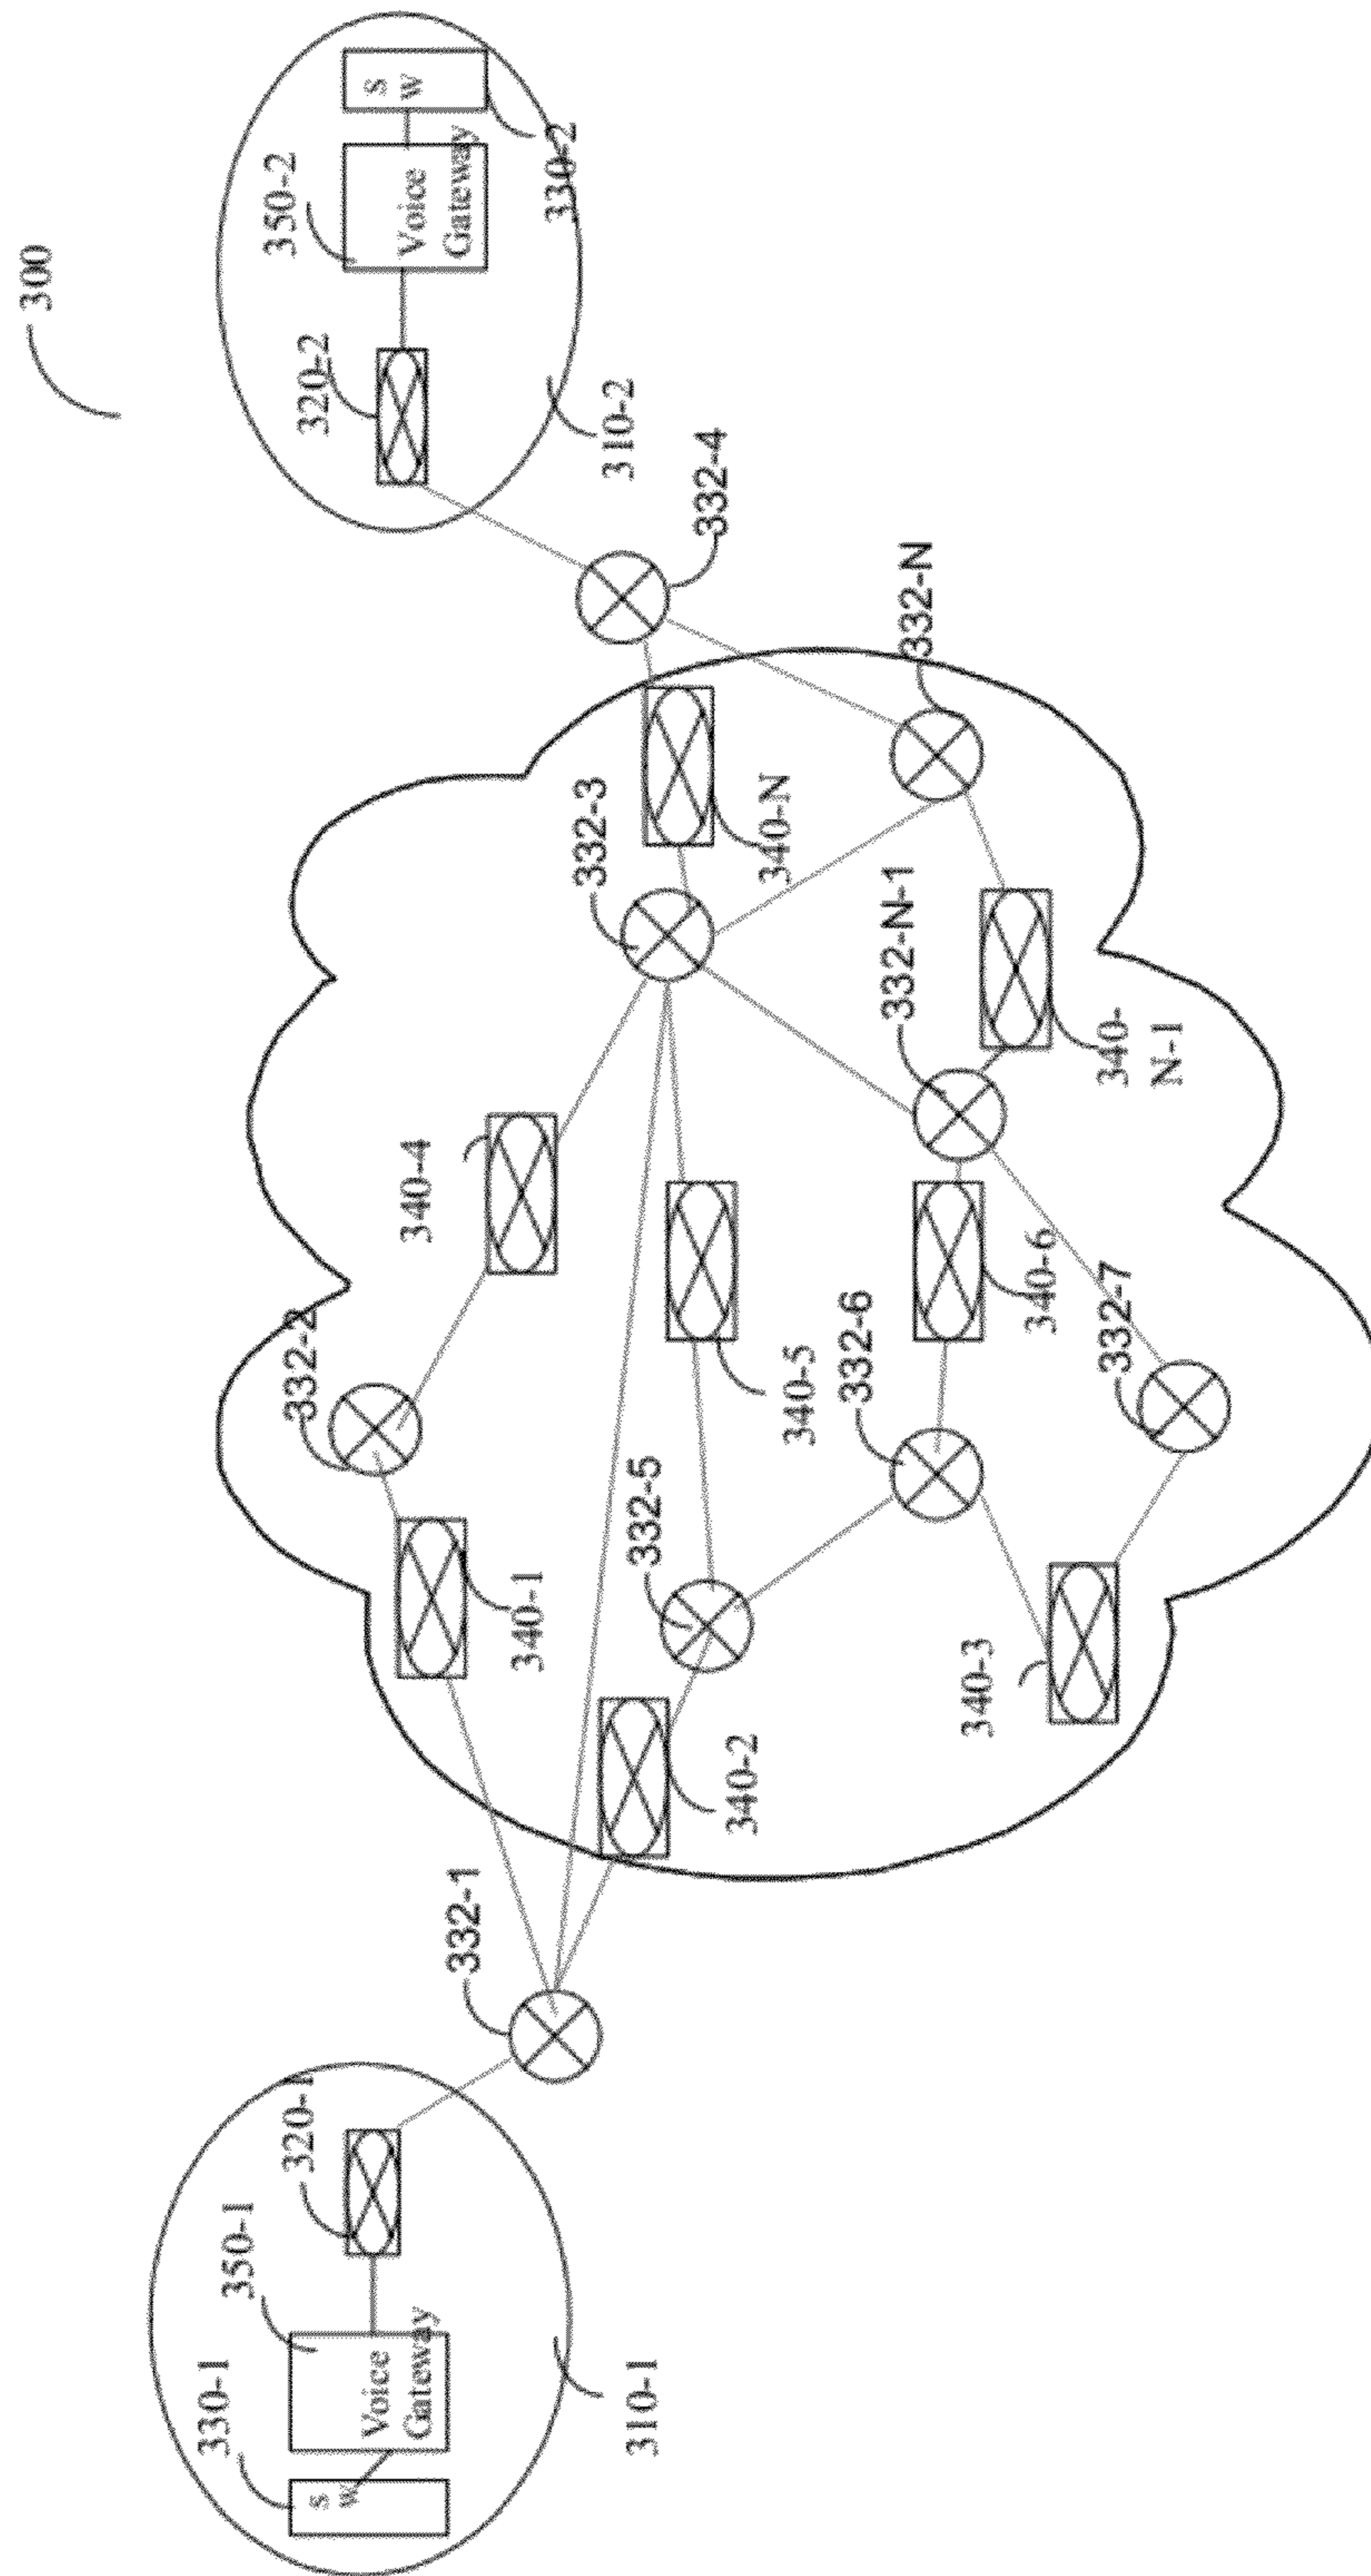 300
330-1
350-1
320-1
s
w
Voice
Gateway
310-1
332-1
340-1
332-2
340-4
340-2
332-5
340-5
332-3
340-N
340-3
332-6
340-6
332-7
332-N-1
340-
N-1
332-N
332-4
320-2
350-2
Voice
Gateway
s
w
330-2
310-2